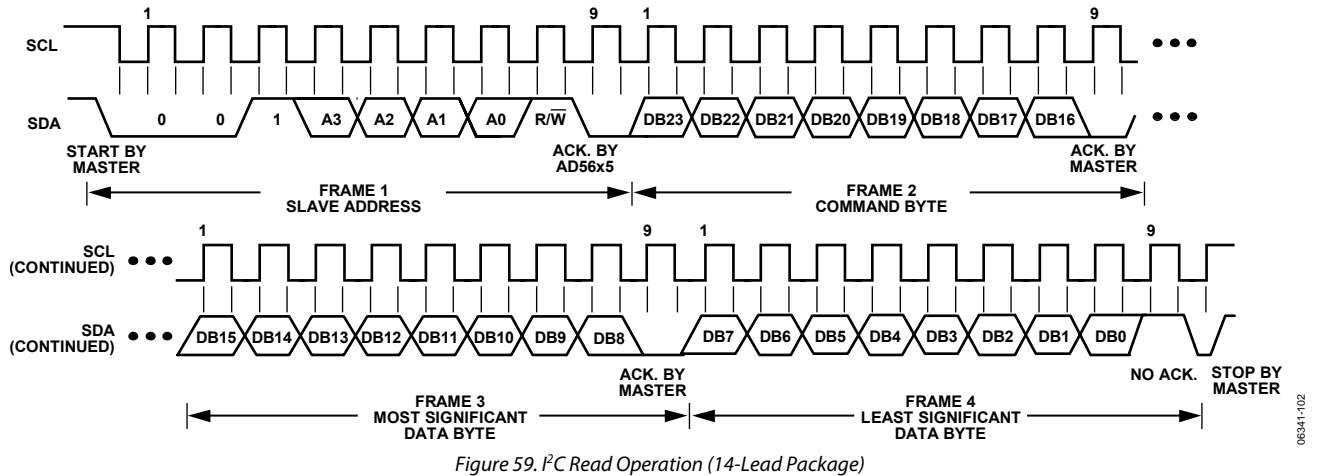 1 9 1 9
SCL
SDA 0 0 1 A3 A2 A1 A0 R/W̅ DB23 DB22 DB21 DB20 DB19 DB18 DB17 DB16
START BY
MASTER
ACK. BY
AD56x5
ACK. BY
MASTER
FRAME 1
SLAVE ADDRESS
FRAME 2
COMMAND BYTE
1 9 1 9
SCL
(CONTINUED)
SDA
(CONTINUED)
DB15 DB14 DB13 DB12 DB11 DB10 DB9 DB8 DB7 DB6 DB5 DB4 DB3 DB2 DB1 DB0
ACK. BY
MASTER
NO ACK.
STOP BY
MASTER
FRAME 3
MOST SIGNIFICANT
DATA BYTE
FRAME 4
LEAST SIGNIFICANT
DATA BYTE
06341-102
Figure 59. I²C Read Operation (14-Lead Package)